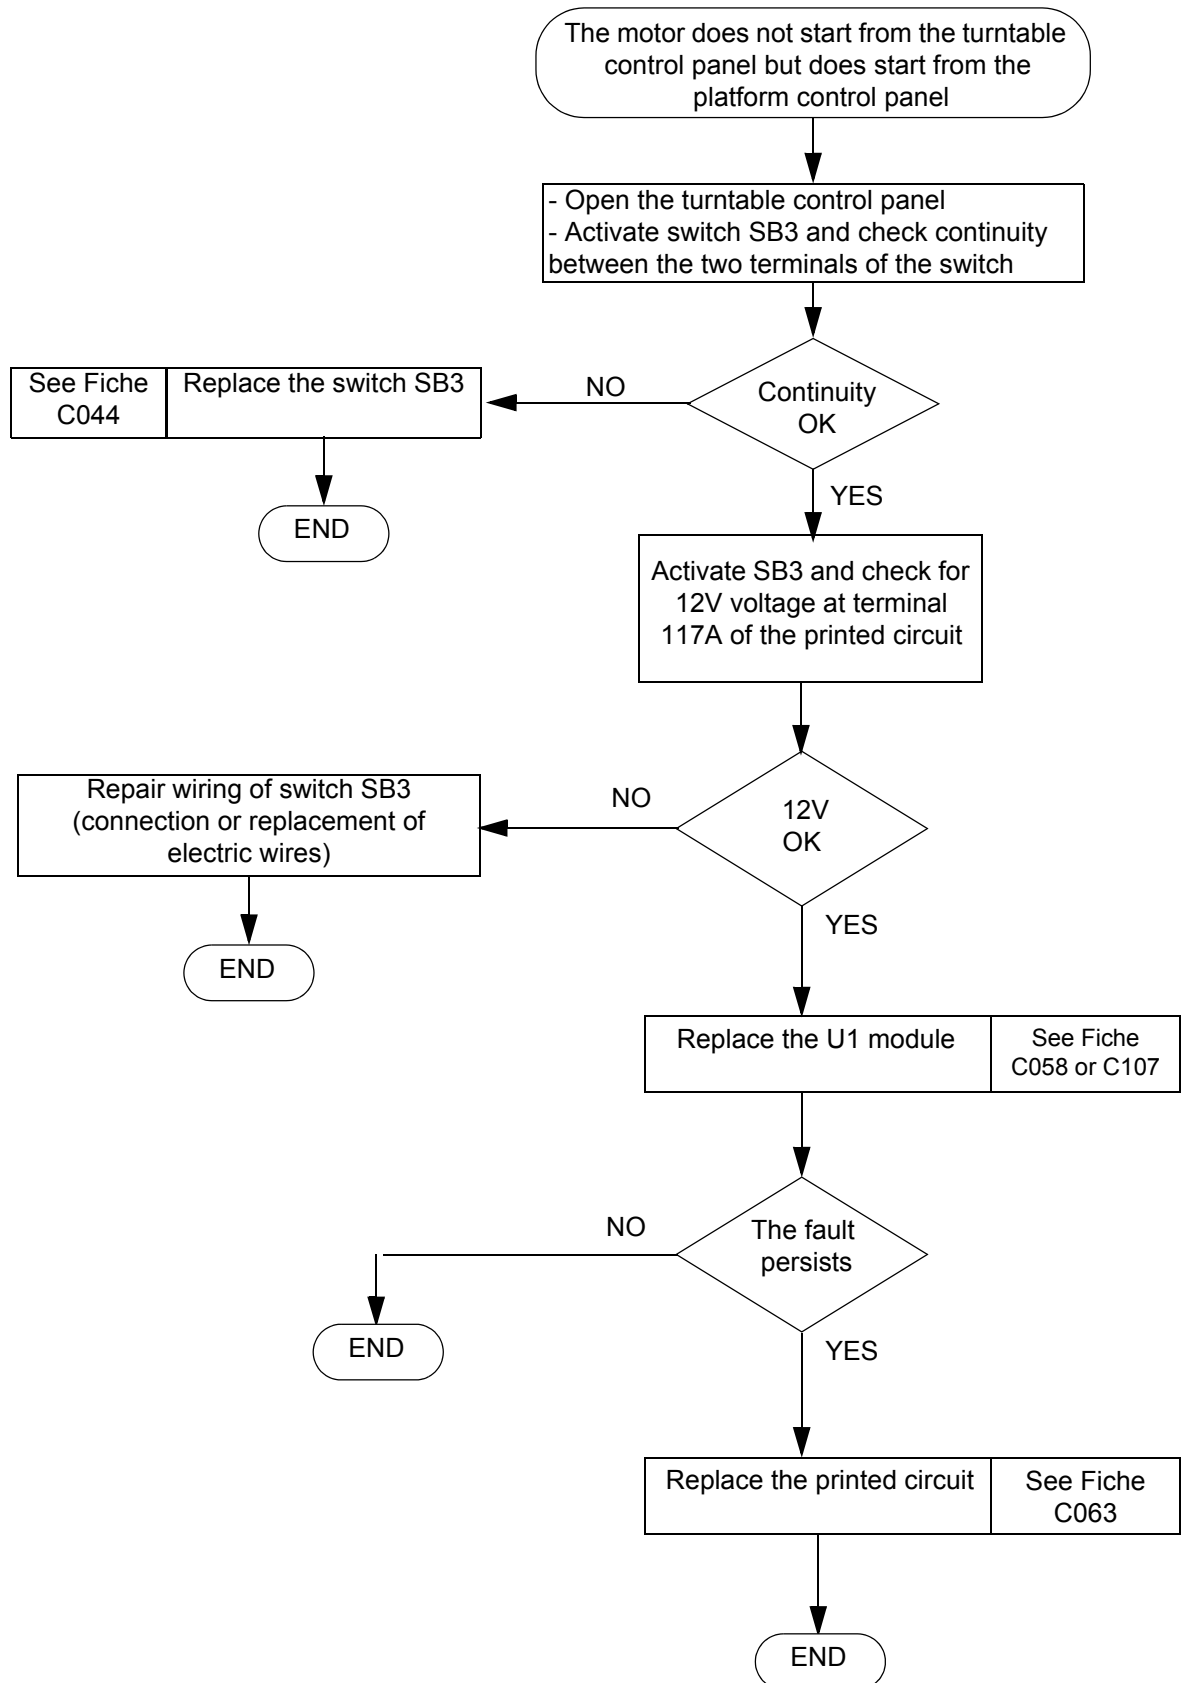 The motor does not start from the turntable
control panel but does start from the
platform control panel
- Open the turntable control panel
- Activate switch SB3 and check continuity
between the two terminals of the switch
Continuity
OK
NO
See Fiche
C044
Replace the switch SB3
END
YES
Activate SB3 and check for
12V voltage at terminal
117A of the printed circuit
12V
OK
NO
Repair wiring of switch SB3
(connection or replacement of
electric wires)
END
YES
Replace the U1 module
See Fiche
C058 or C107
The fault
persists
NO
END
YES
Replace the printed circuit
See Fiche
C063
END